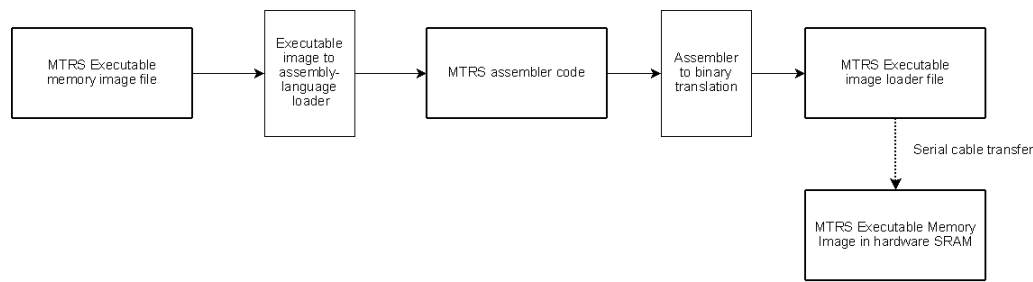 MTRS Executable
memory image file
Executable
image to
assembly-
language
loader
MTRS assembler code
Assembler
to binary
translation
MTRS Executable
image loader file
Serial cable transfer
MTRS Executable Memory
Image in hardware SRAM